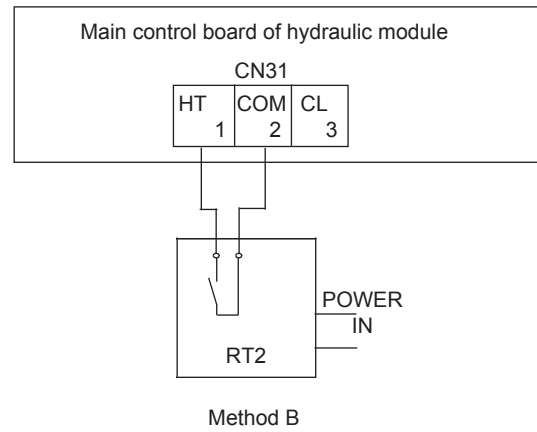 Main control board of hydraulic module
CN31
HT COM CL
1 2 3
POWER
IN
RT2
Method B